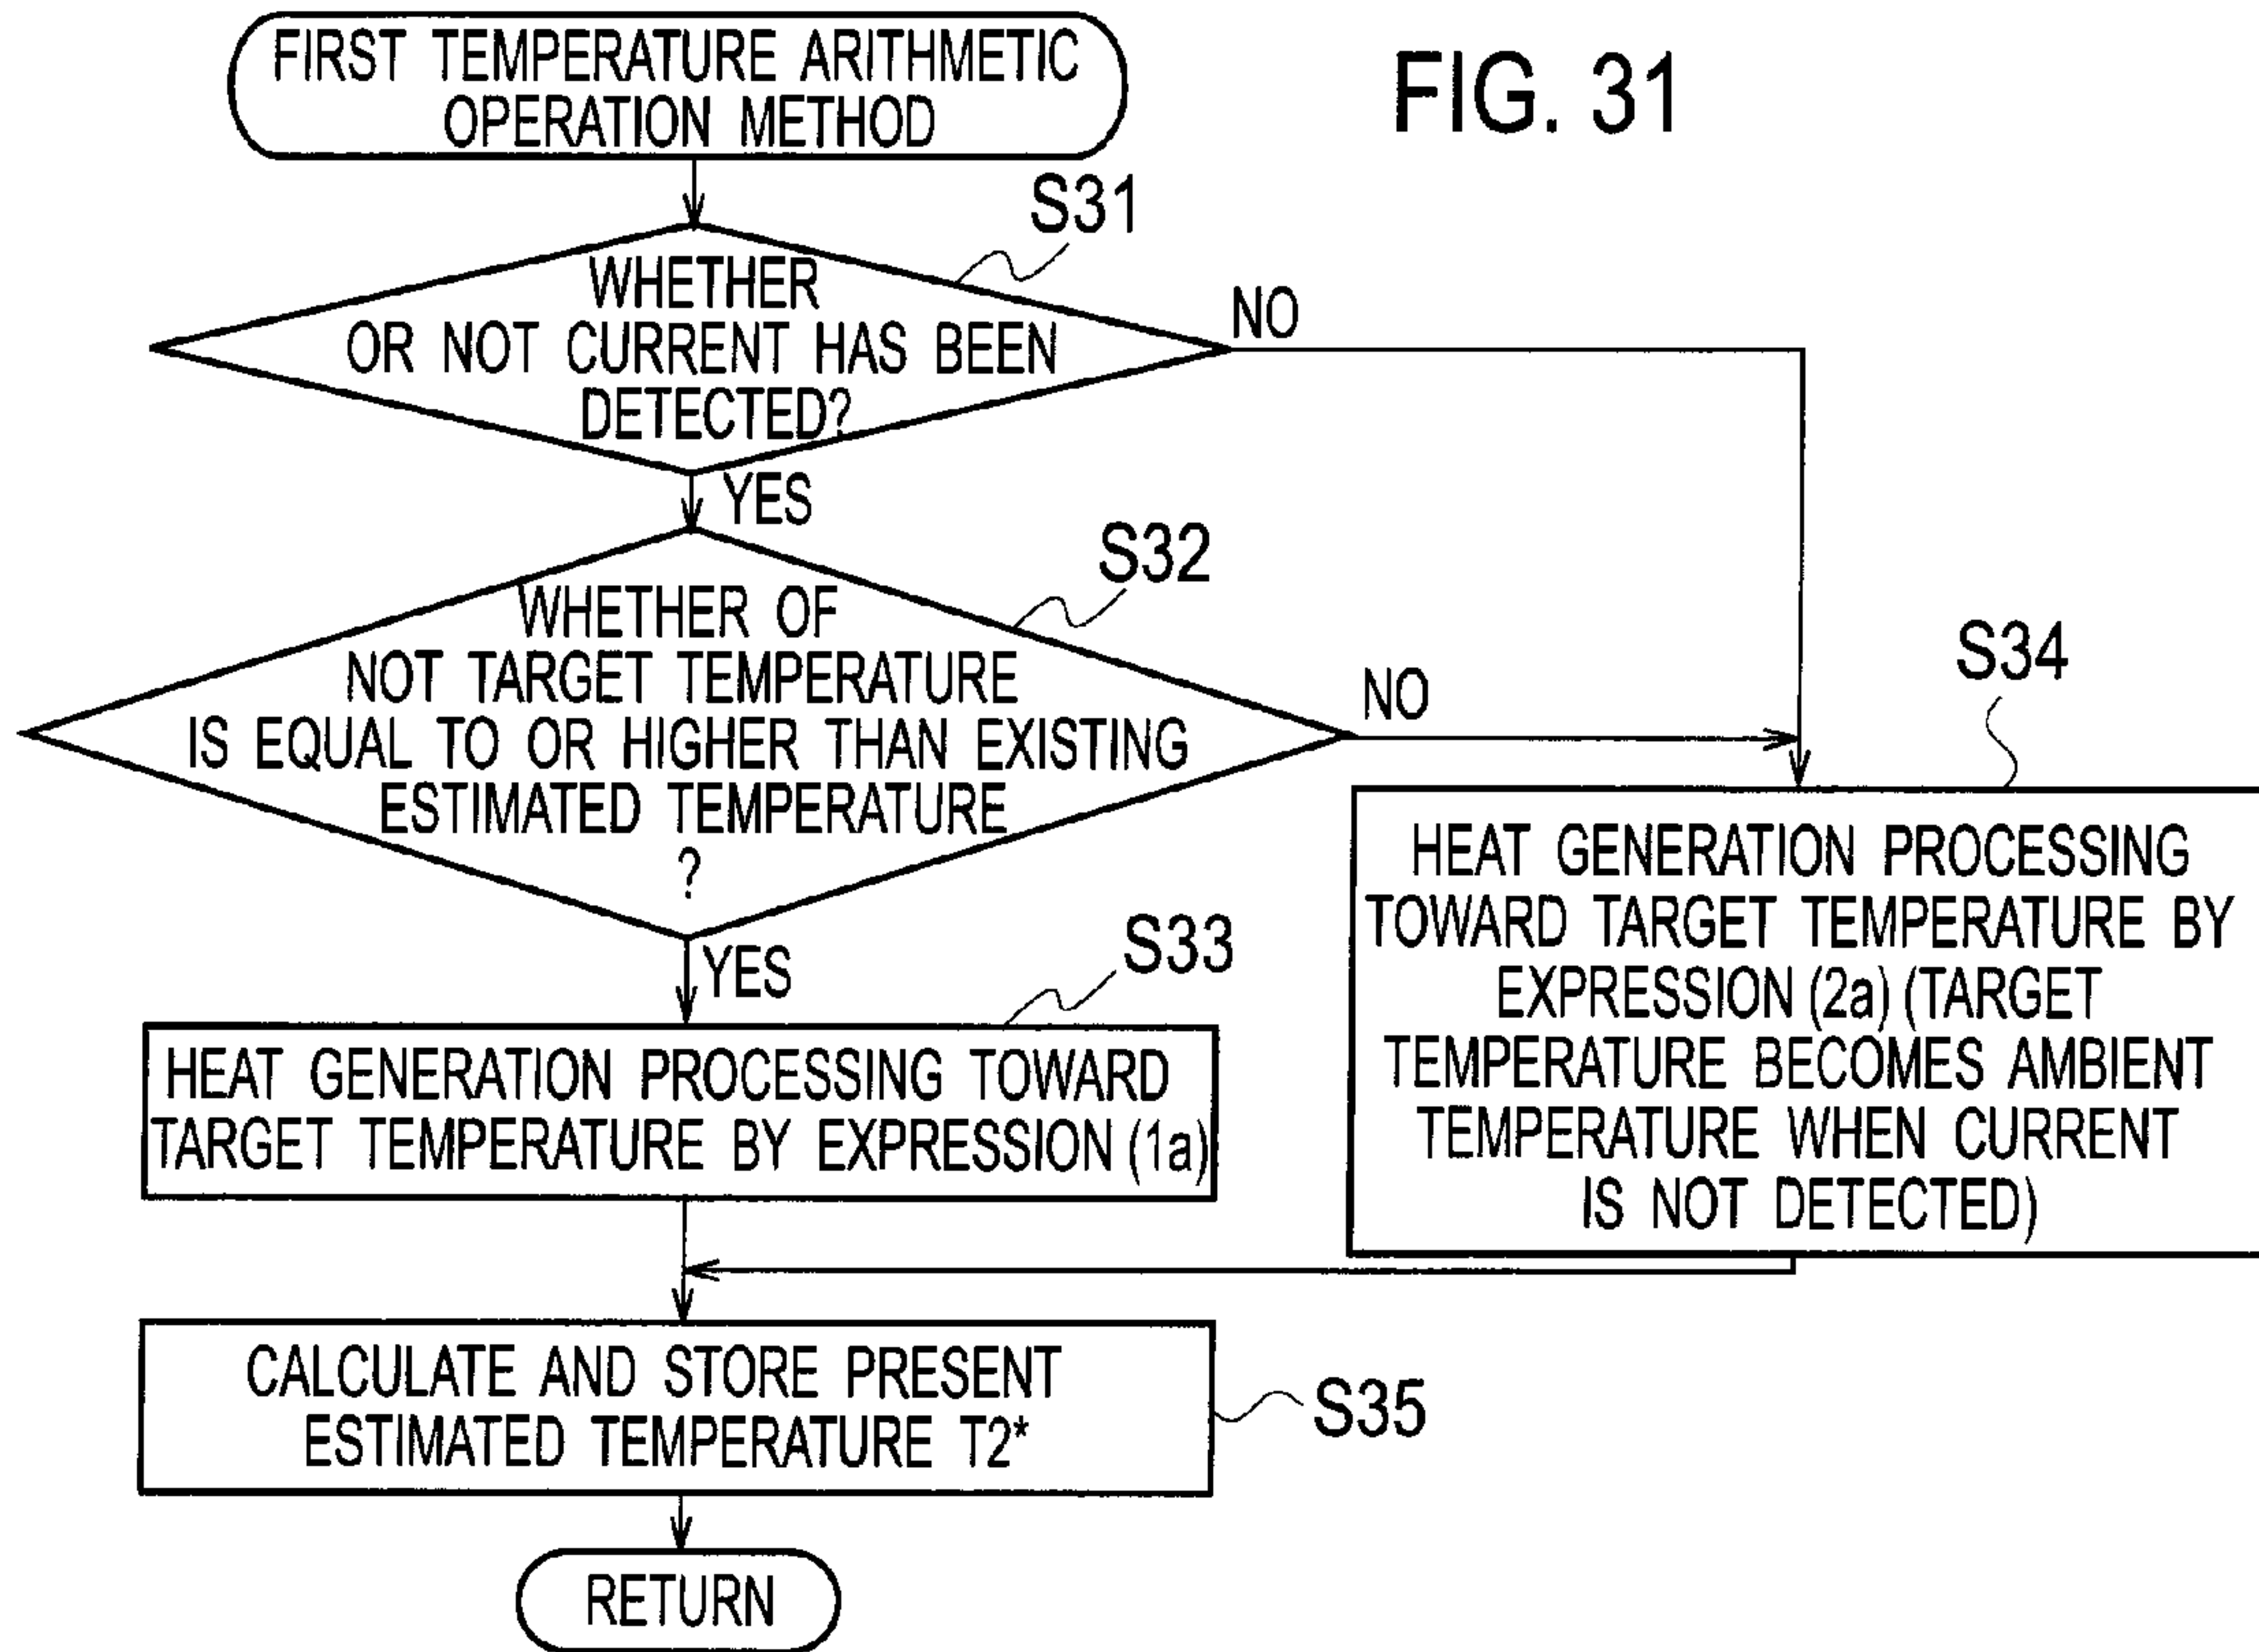 FIRST TEMPERATURE ARITHMETIC
OPERATION METHOD
FIG. 31
S31
WHETHER
OR NOT CURRENT HAS BEEN
DETECTED?
NO
YES
S32
WHETHER OF
NOT TARGET TEMPERATURE
IS EQUAL TO OR HIGHER THAN EXISTING
ESTIMATED TEMPERATURE
?
NO
YES
S34
HEAT GENERATION PROCESSING
TOWARD TARGET TEMPERATURE BY
EXPRESSION (2a) (TARGET
TEMPERATURE BECOMES AMBIENT
TEMPERATURE WHEN CURRENT
IS NOT DETECTED)
S33
HEAT GENERATION PROCESSING TOWARD
TARGET TEMPERATURE BY EXPRESSION (1a)
CALCULATE AND STORE PRESENT
ESTIMATED TEMPERATURE T2*
S35
RETURN